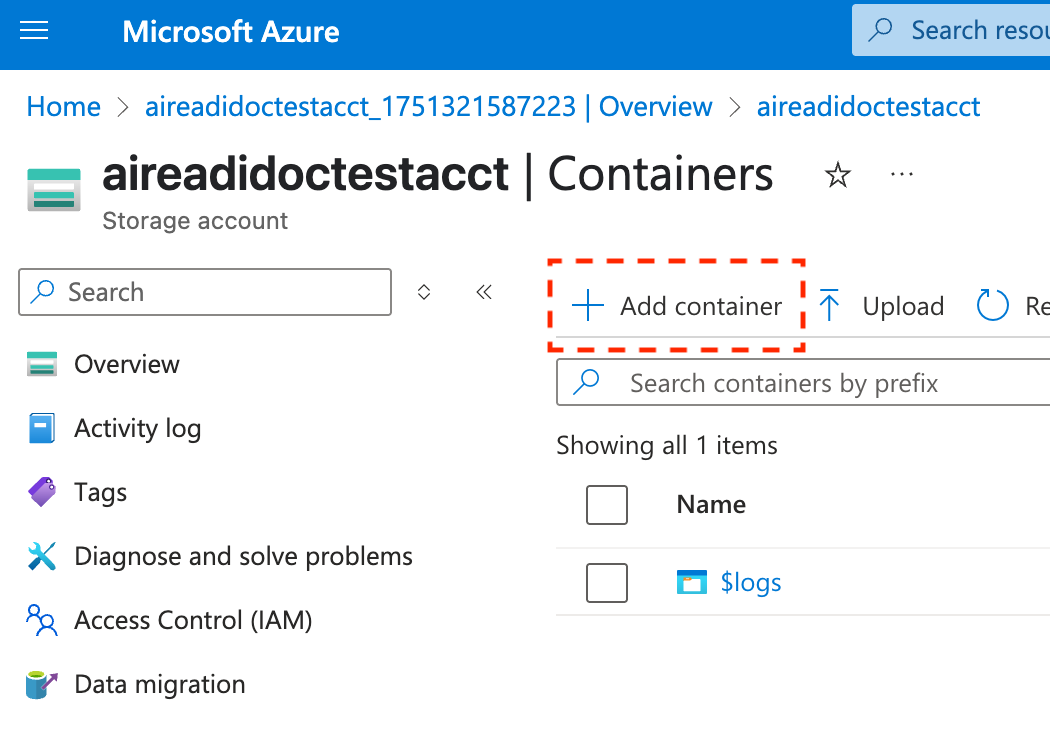 Microsoft Azure
Search resou
Home > aireadidoctestacct_1751321587223 | Overview > aireadidoctestacct
aireadidoctestacct | Containers
Storage account
Search
Add container
Upload
Re
Overview
Activity log
Tags
Diagnose and solve problems
Access Control (IAM)
Data migration
Search containers by prefix
Showing all 1 items
Name
$logs